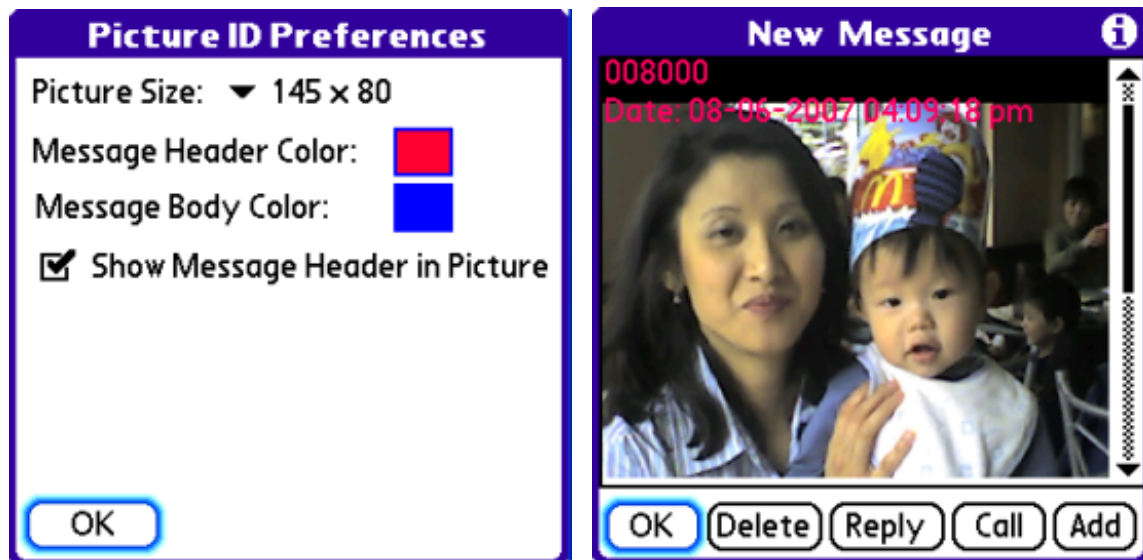 Picture ID Preferences
Picture Size: 145 x 80
Message Header Color:
Message Body Color:
Show Message Header in Picture
OK
New Message
008000
Date: 08-06-2007 04:09:18 pm
OK Delete Reply Call Add